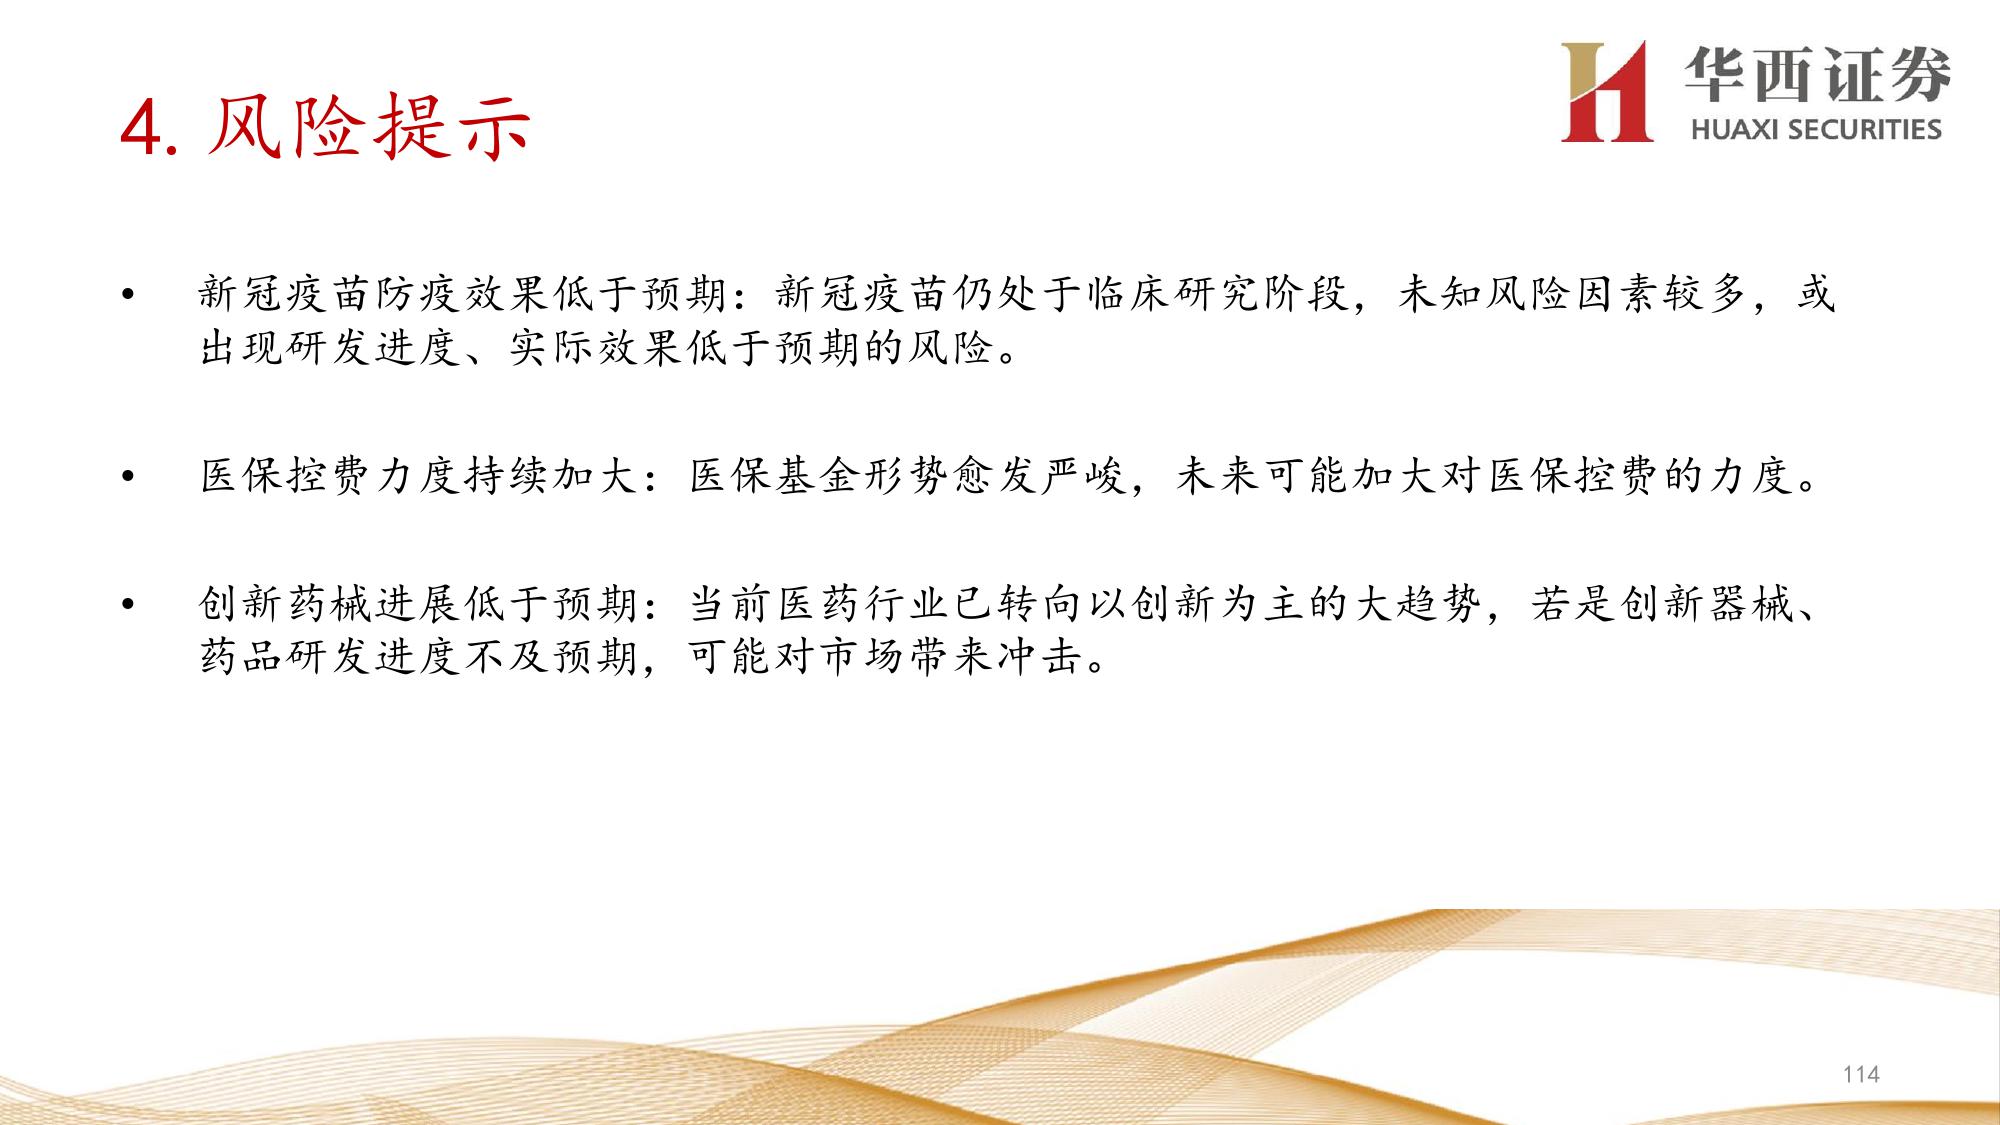 华西证券
HUAXI SECURITIES
4. 风险提示
• 新冠疫苗防疫效果低于预期：新冠疫苗仍处于临床研究阶段，未知风险因素较多，或
出现研发进度、实际效果低于预期的风险。
• 医保控费力度持续加大：医保基金形势愈发严峻，未来可能加大对医保控费的力度。
• 创新药械进展低于预期：当前医药行业已转向以创新为主的大趋势，若是创新器械、
药品研发进度不及预期，可能对市场带来冲击。
114